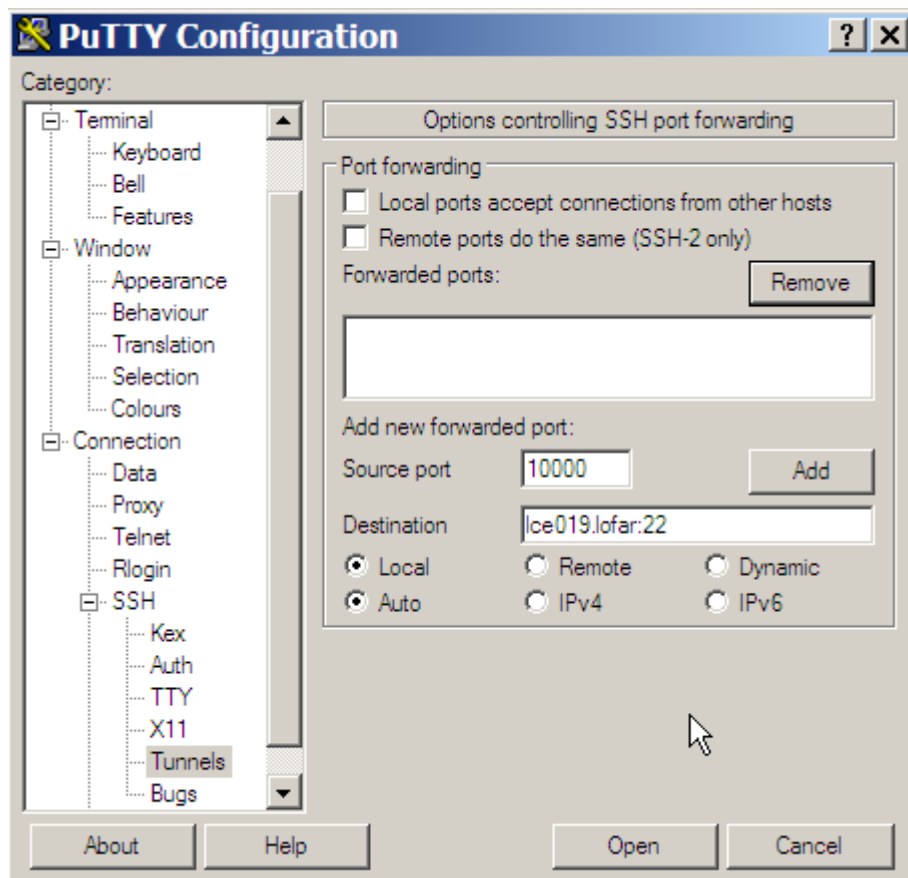 PuTTY Configuration
Category:
Terminal
Keyboard
Bell
Features
Window
Appearance
Behaviour
Translation
Selection
Colours
Connection
Data
Proxy
Telnet
Rlogin
SSH
Kex
Auth
TTY
X11
Tunnels
Bugs
Options controlling SSH port forwarding
Port forwarding
Local ports accept connections from other hosts
Remote ports do the same (SSH-2 only)
Forwarded ports:
Remove
Add new forwarded port:
Source port 10000 Add
Destination lce019.lofar:22
Local Remote Dynamic
Auto IPv4 IPv6
About Help Open Cancel